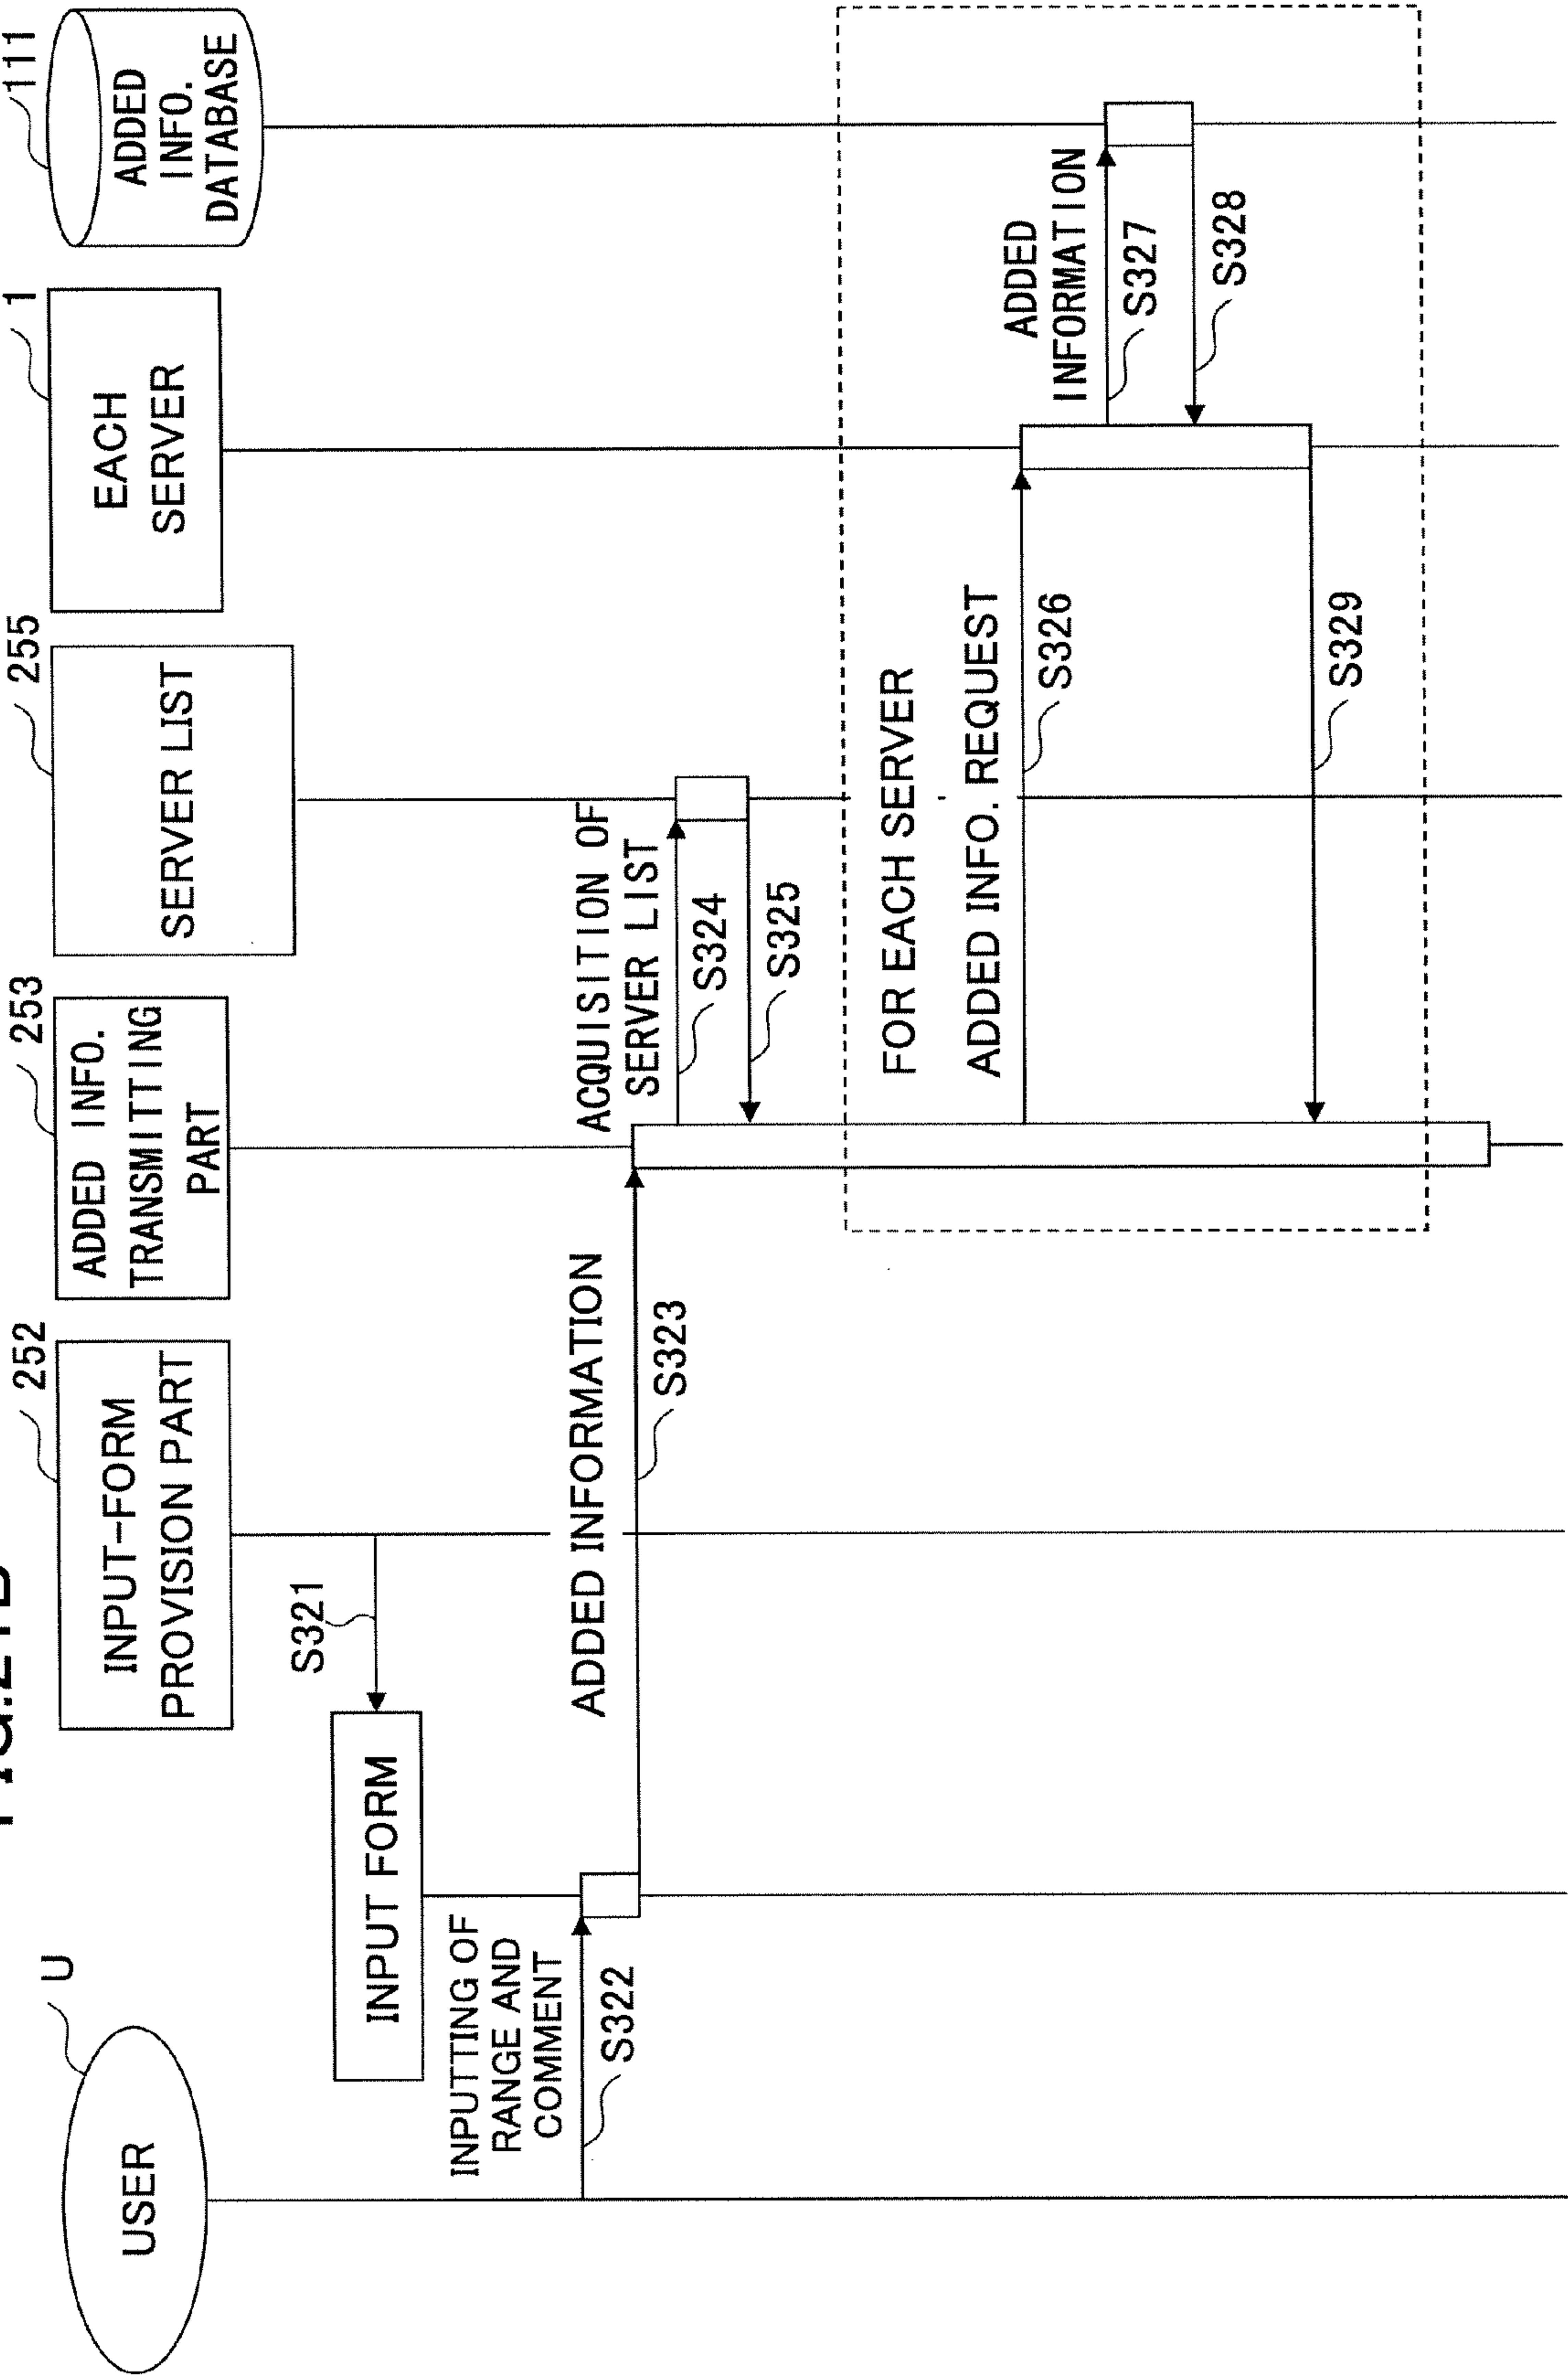 U
USER
252
INPUT-FORM
PROVISION PART
253
ADDED INFO.
TRANSMITTING
PART
255
SERVER LIST
1
EACH
SERVER
111
ADDED
INFO.
DATABASE
S321
INPUT FORM
INPUTTING OF
RANGE AND
COMMENT
S322
ADDED INFORMATION
S323
ACQUISITION OF
SERVER LIST
S324
S325
FOR EACH SERVER
ADDED INFO. REQUEST
S326
ADDED
INFORMATION
S327
S328
S329